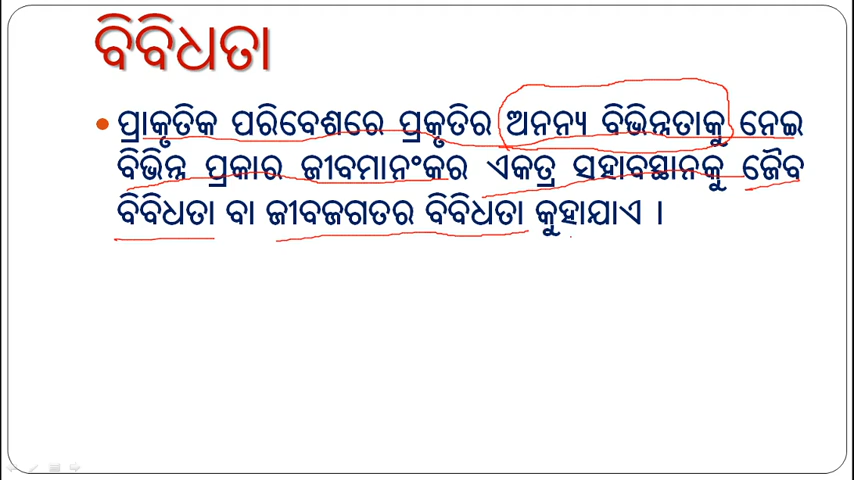 ବିବିଧତା
ପ୍ରାକୃତିକ ପରିବେଶରେ ପ୍ରକୃତିର ଅନନ୍ୟ ବିଭିନ୍ନତାକୁ ନେଇ
ବିଭିନ୍ନ ପ୍ରକାର ଜୀବମାନଂକର ଏକତ୍ର ସହାବସ୍ଥାନକୁ ଜୈବ
ବିବିଧତା ବା ଜୀବଜଗତର ବିବିଧତା କୁହାଯାଏ ।